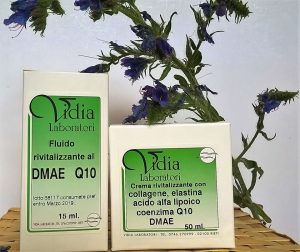 Vidia
Laboratori
Fluido
rivitalizzante al
DMAE Q10
15 ml.
Vidia
Laboratori
Crema rivitalizzante con
collagene, elastina
acido alfa lipoico
coenzima Q10
DMAE
50 ml.